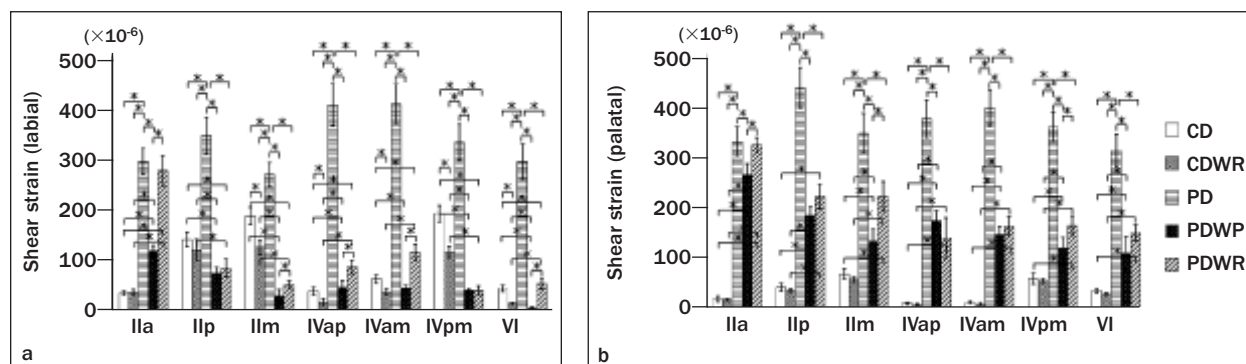 (×10⁻⁶)
Shear strain (labial)
500
400
300
200
100
0
IIa IIp IIm IVap IVam IVpm VI
a
(×10⁻⁶)
Shear strain (palatal)
500
400
300
200
100
0
IIa IIp IIm IVap IVam IVpm VI
b
CD
CDWR
PD
PDWP
PDWR